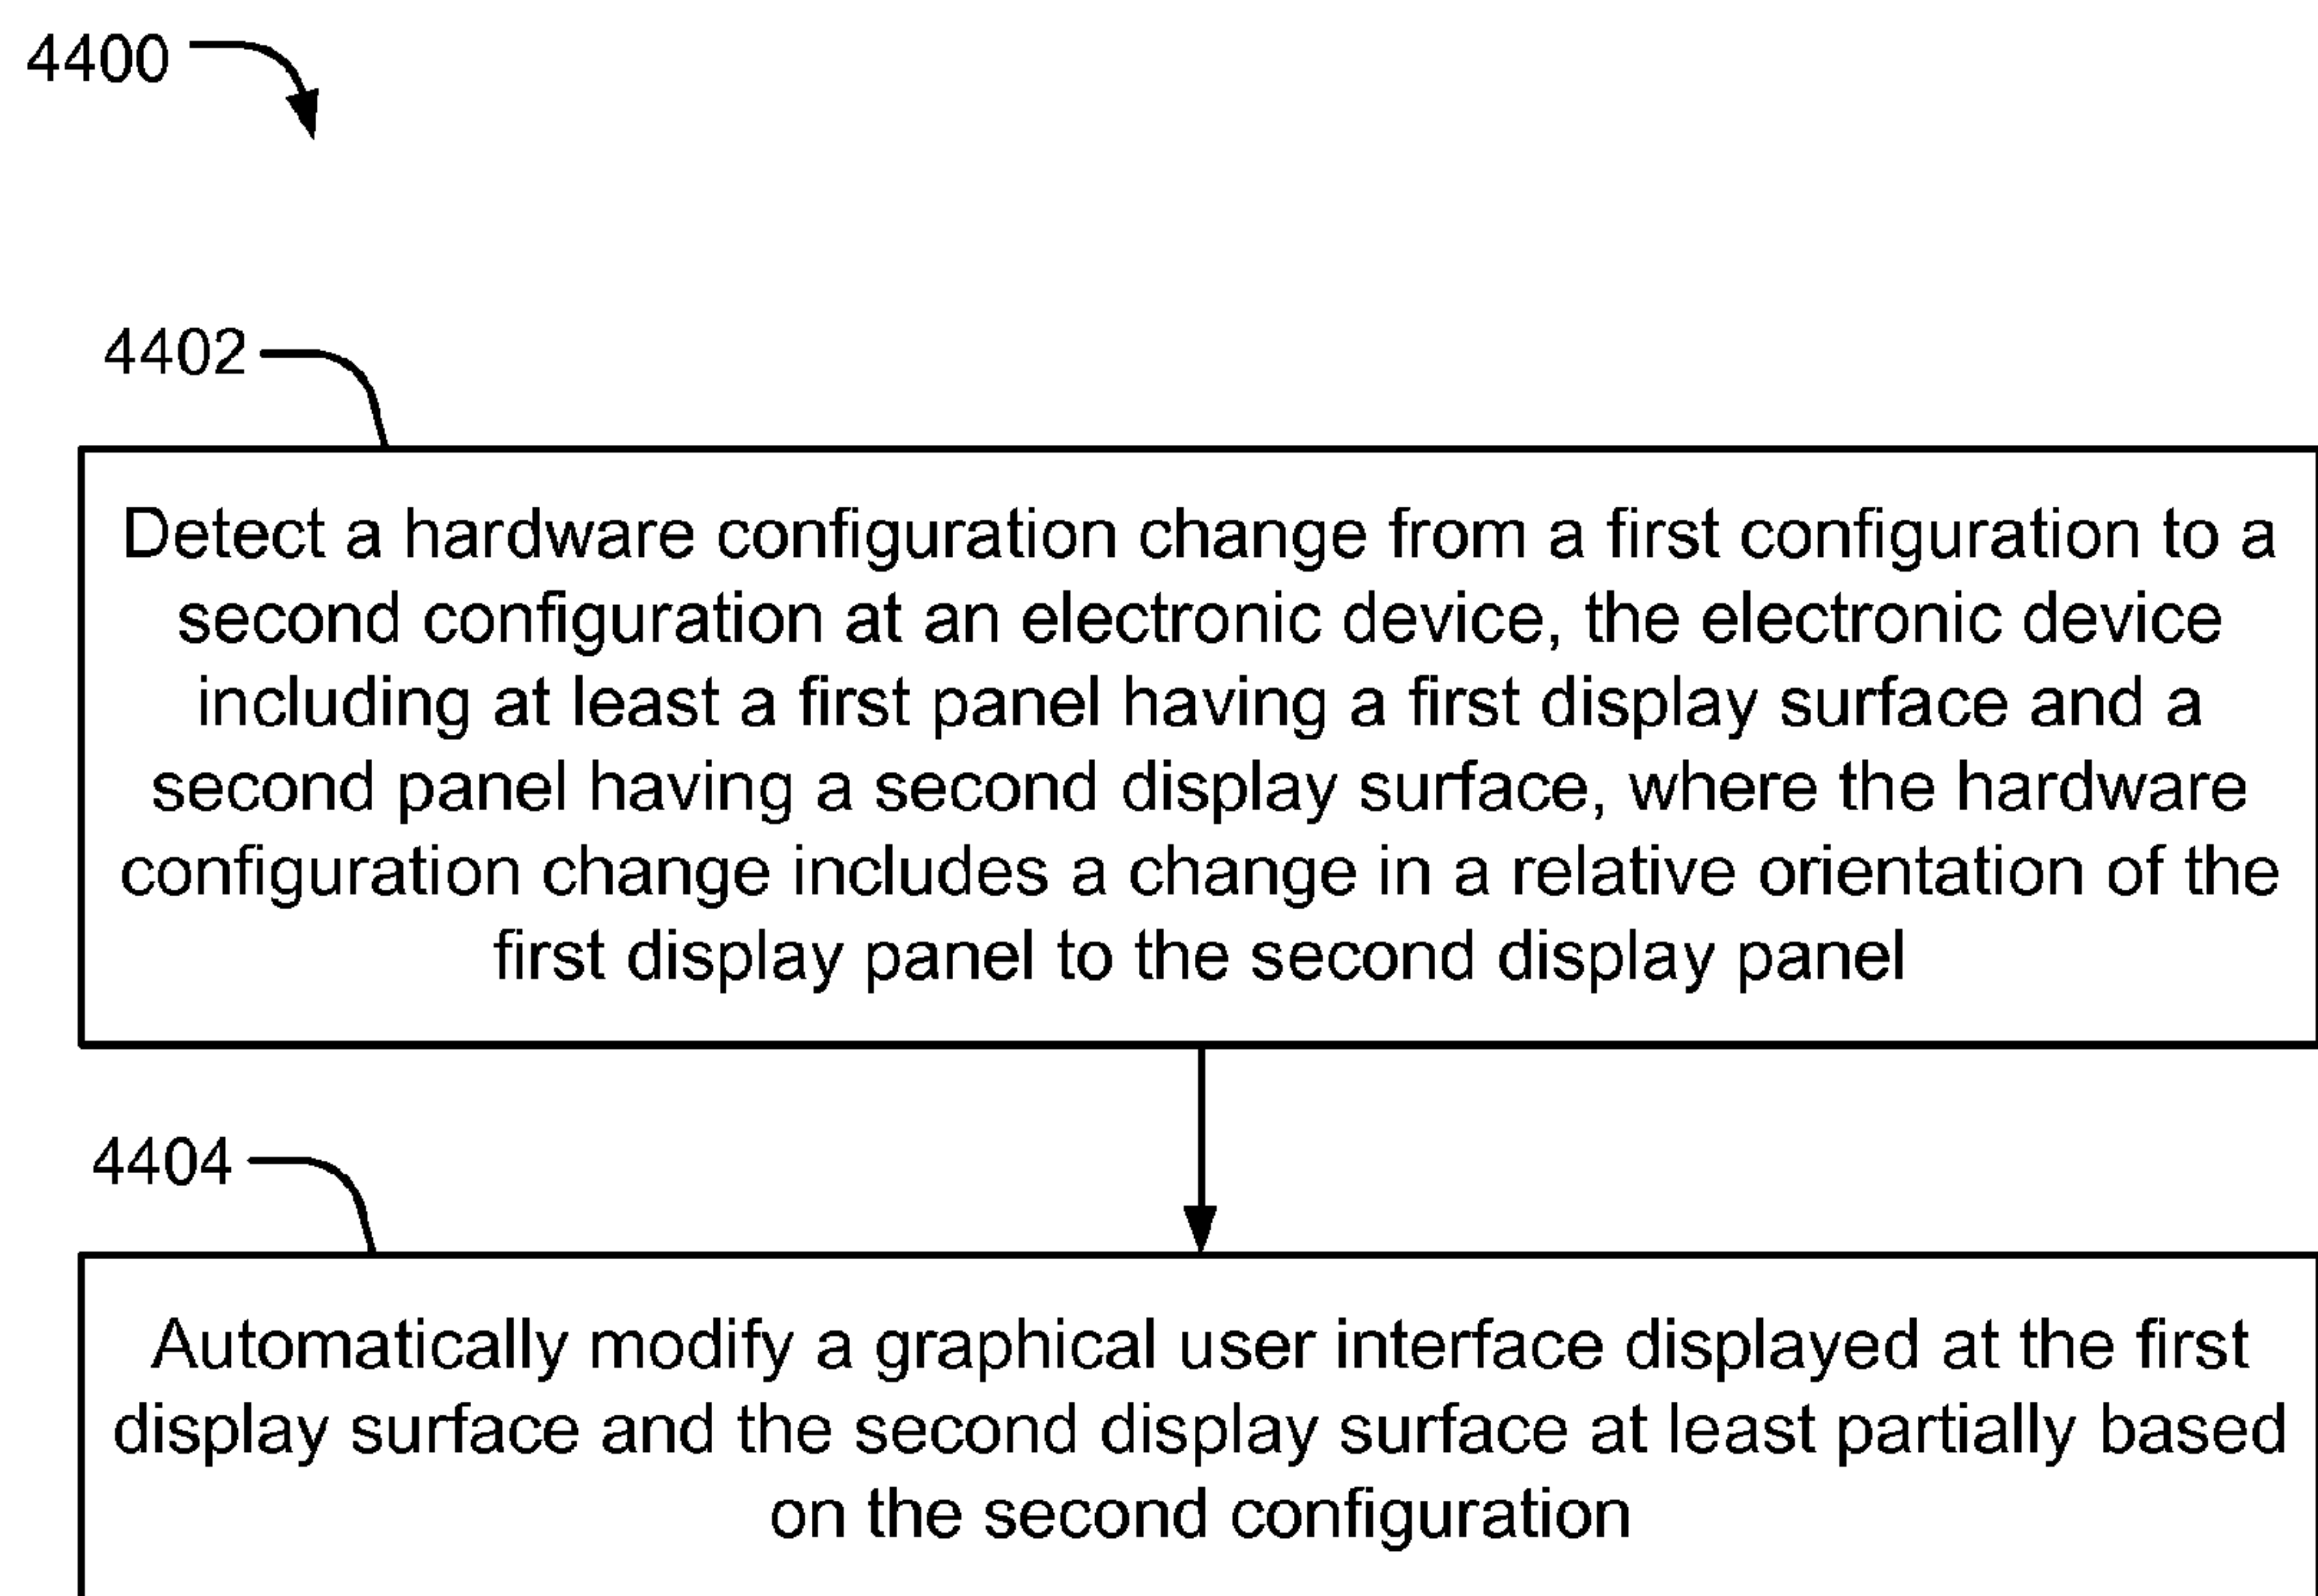 4400
4402
Detect a hardware configuration change from a first configuration to a
second configuration at an electronic device, the electronic device
including at least a first panel having a first display surface and a
second panel having a second display surface, where the hardware
configuration change includes a change in a relative orientation of the
first display panel to the second display panel
4404
Automatically modify a graphical user interface displayed at the first
display surface and the second display surface at least partially based
on the second configuration